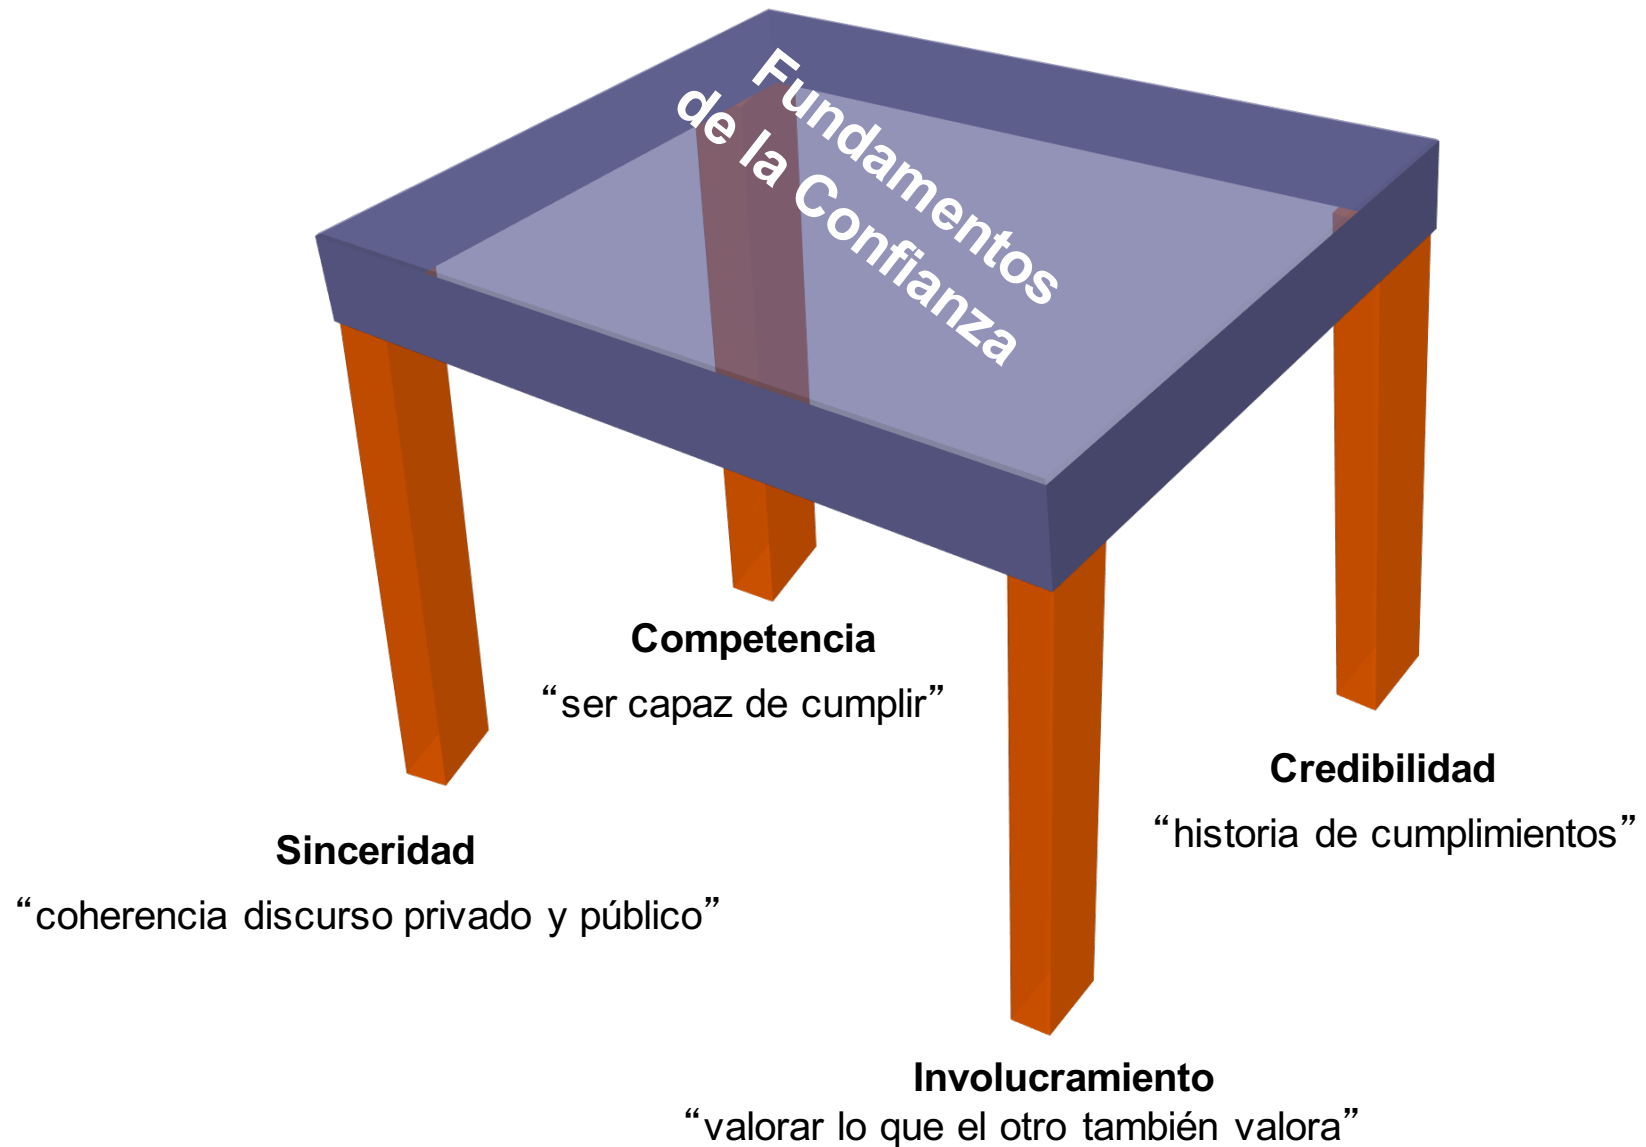 Fundamentos
de la Confianza
Competencia
“ser capaz de cumplir”
Credibilidad
“historia de cumplimientos”
Sinceridad
“coherencia discurso privado y público”
Involucramiento
“valorar lo que el otro también valora”